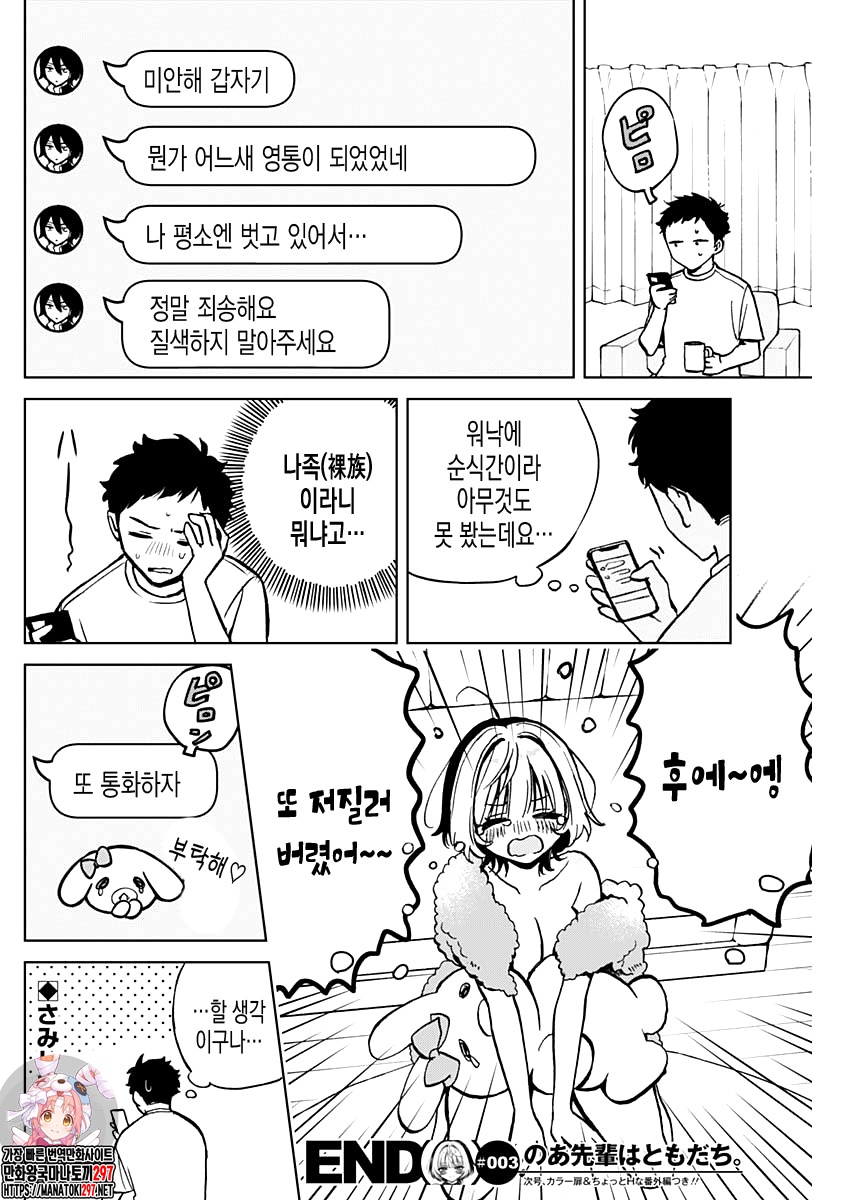 ピロン
미안해 갑자기
뭔가 어느새 영통이 되었었네
나 평소엔 벗고 있어서…
정말 죄송해요
질색하지 말아주세요
워낙에
순식간이라
아무것도
못 봤는데요…
나족(裸族)
이라니
뭐냐고…
후에~엥
또 저질러
버렸어~~
ピロン
또 통화하자
부탁해♡
…할 생각
이구나…
◆さみ
END
#003
のあ先輩はともだち。
次号、カラー扉&ちょっとHな番外編つき!!
가장 빠른 번역만화사이트
만화왕국마나토끼297
HTTPS://MANATOKI297.NET